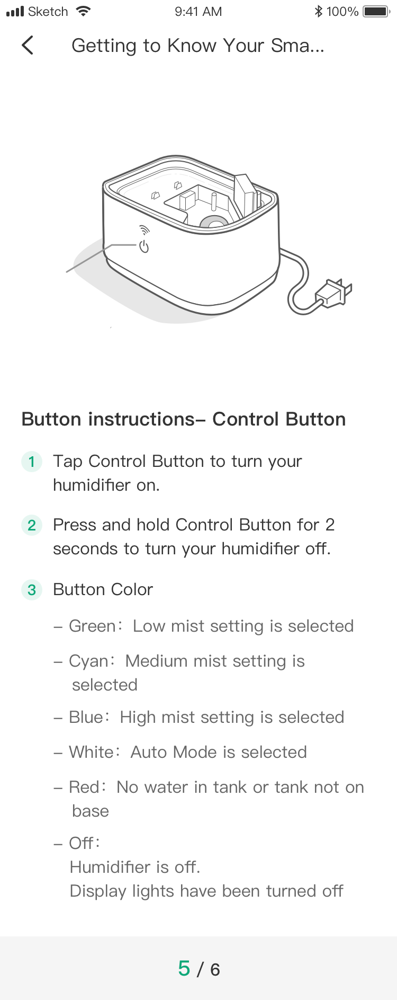 Sketch 9:41 AM 100%
Getting to Know Your Sma...
Button instructions– Control Button
1 Tap Control Button to turn your
humidifier on.
2 Press and hold Control Button for 2
seconds to turn your humidifier off.
3 Button Color
– Green： Low mist setting is selected
– Cyan： Medium mist setting is
selected
– Blue： High mist setting is selected
– White： Auto Mode is selected
– Red： No water in tank or tank not on
base
– Off：
Humidifier is off.
Display lights have been turned off
5 / 6